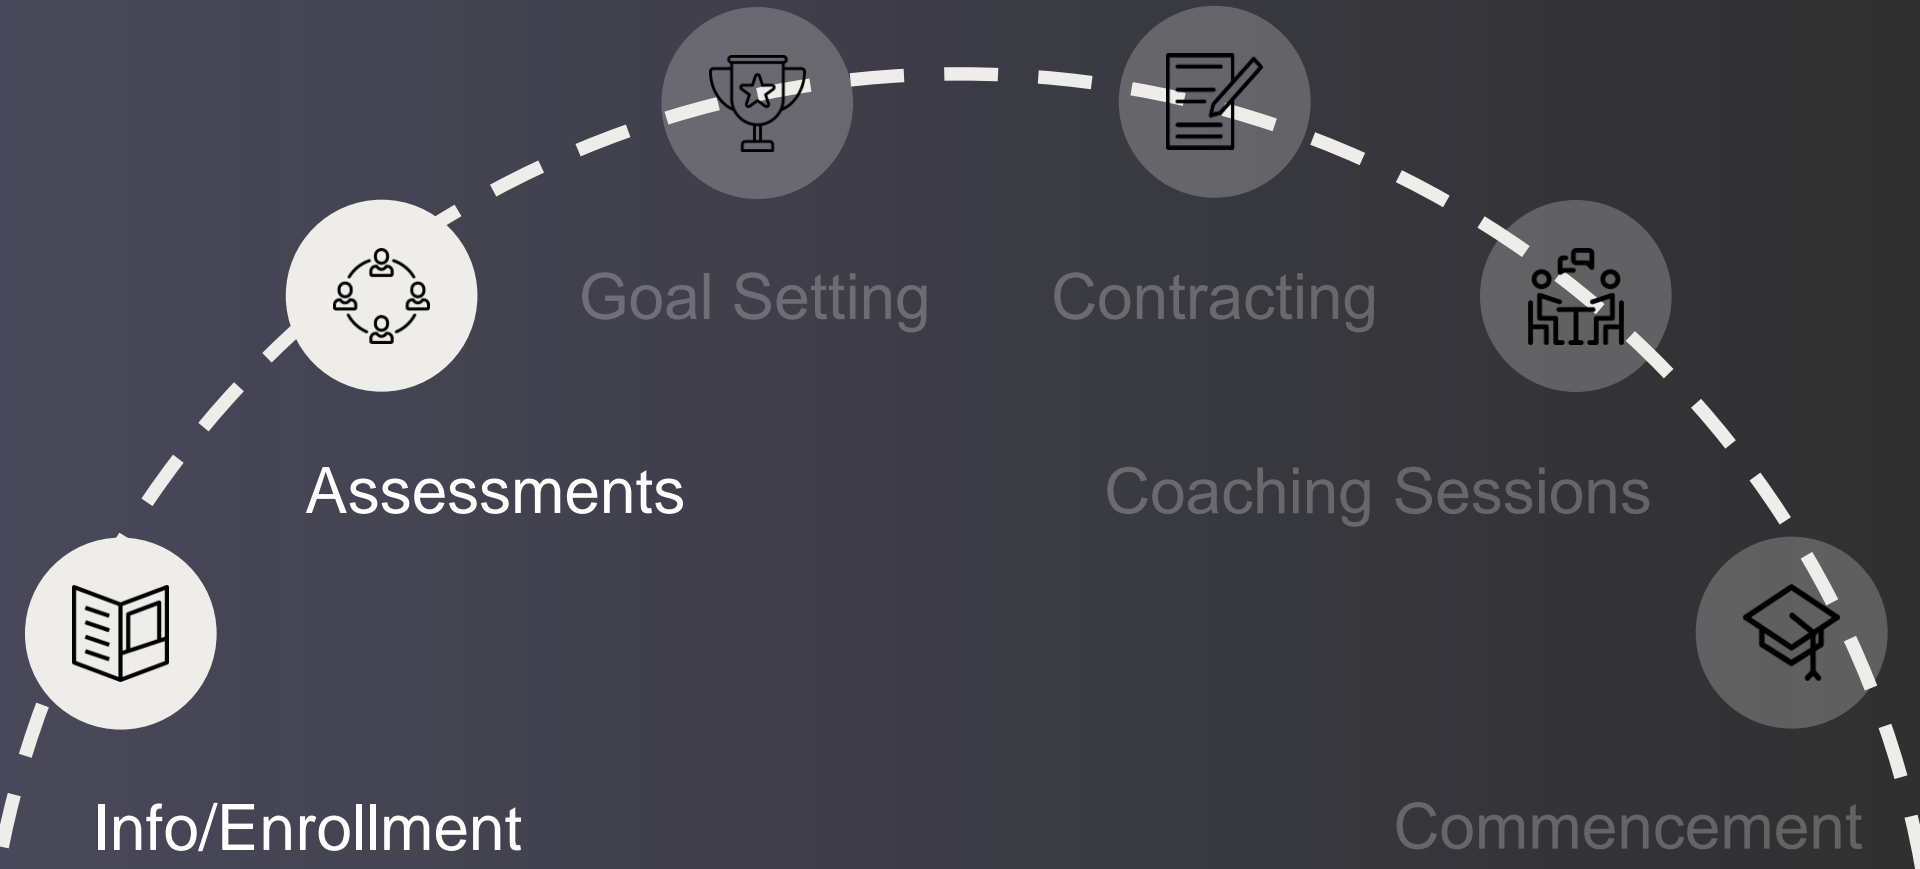 Info/Enrollment
Assessments
Goal Setting
Contracting
Coaching Sessions
Commencement